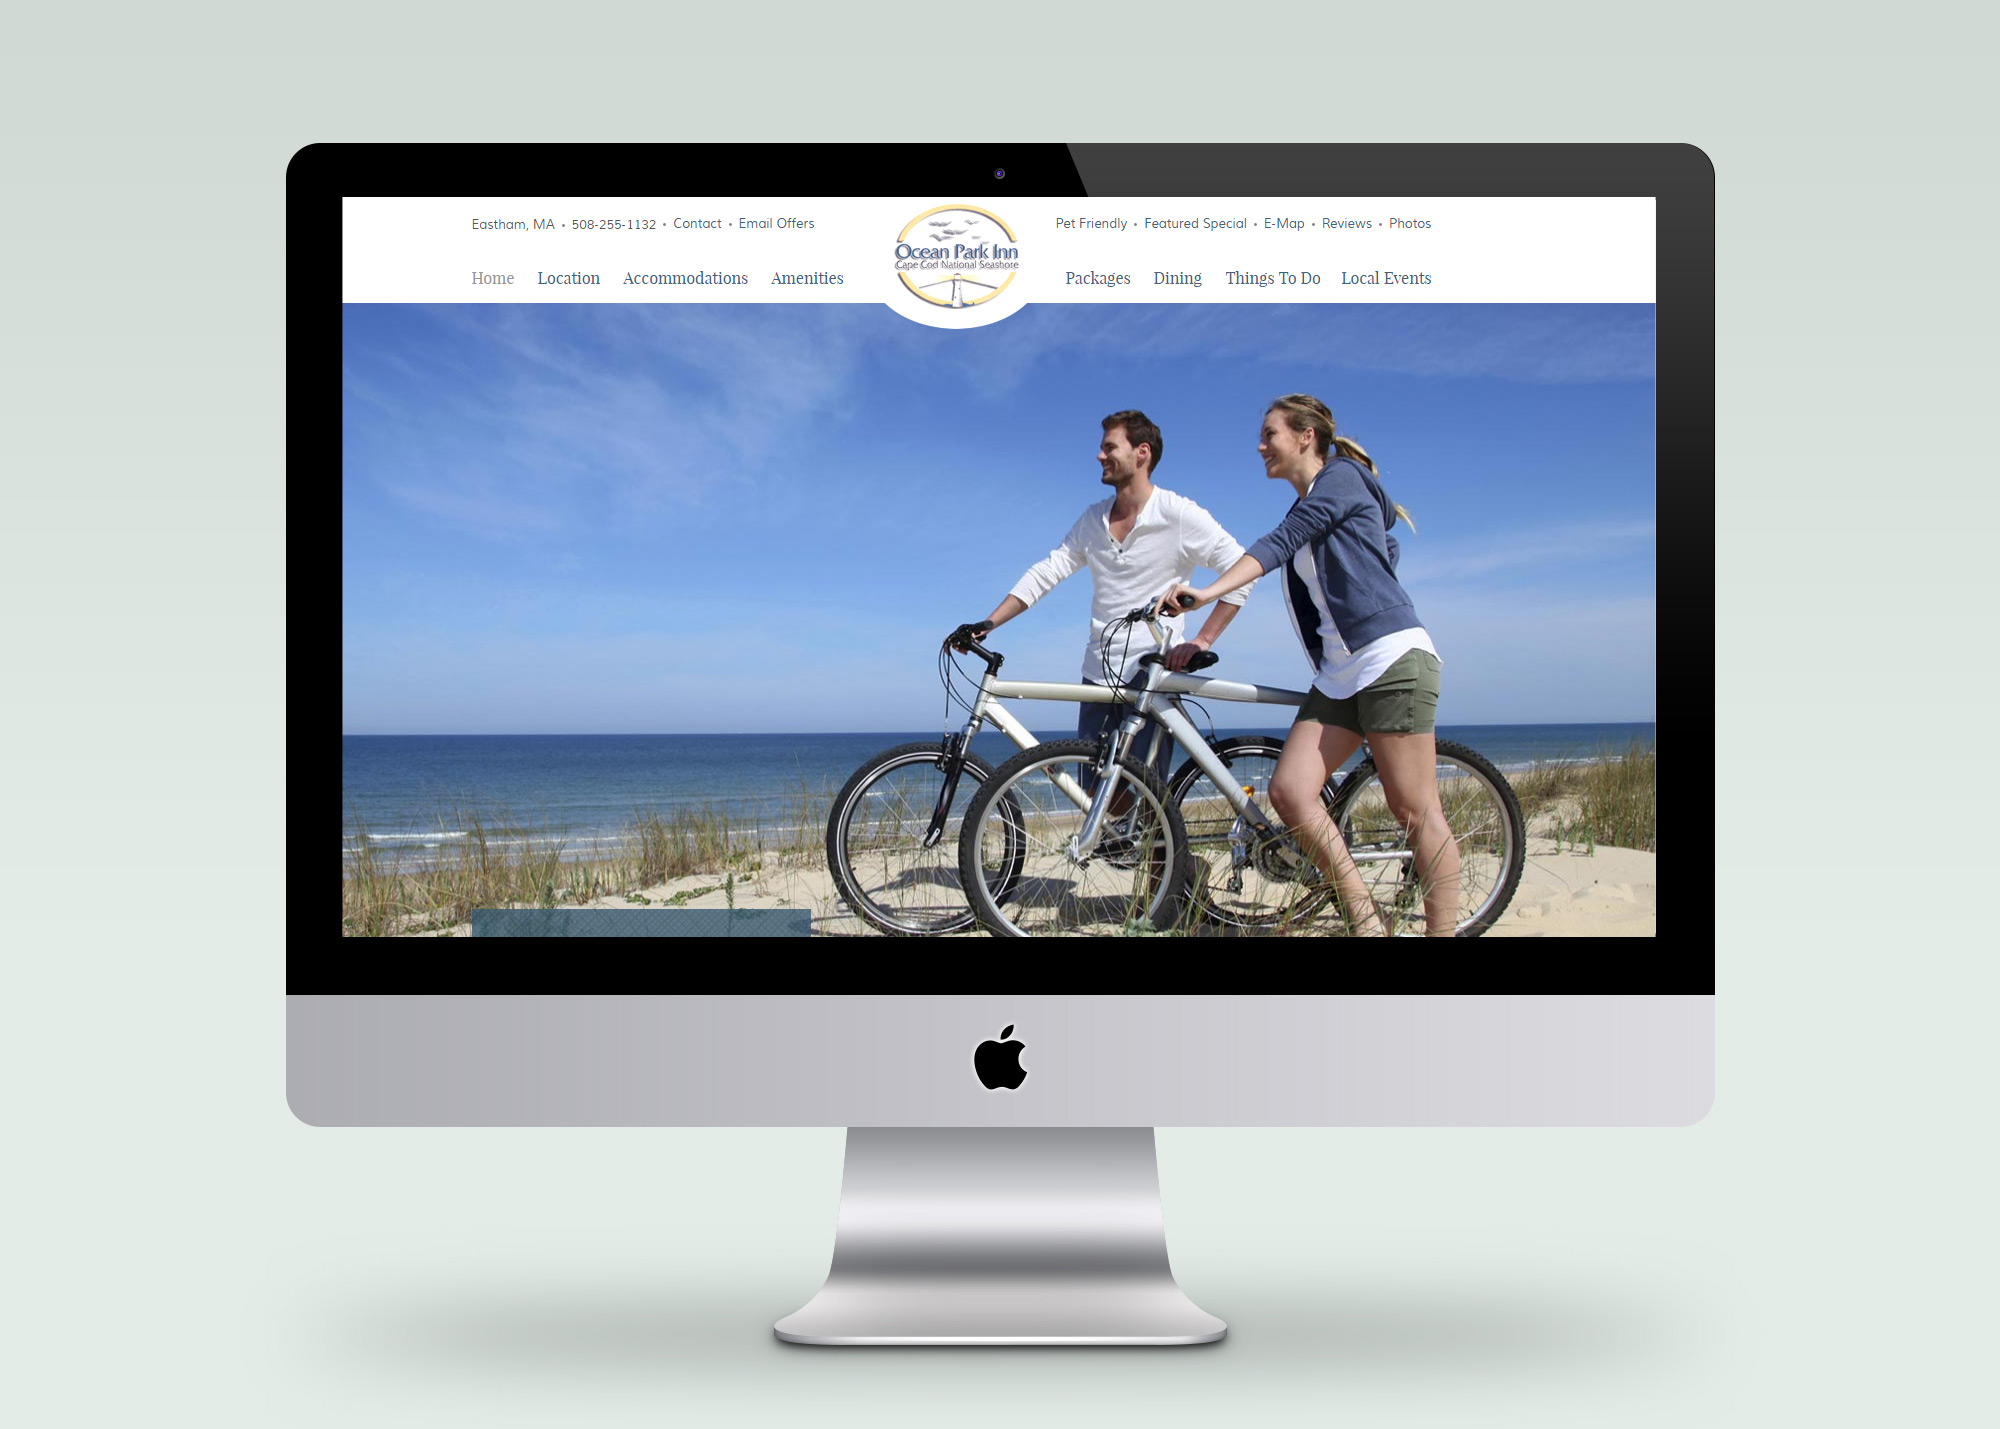 Eastham, MA • 508-255-1132 • Contact • Email Offers
Pet Friendly • Featured Special • E-Map • Reviews • Photos
Ocean Park Inn
Cape Cod National Seashore
Home Location Accommodations Amenities
Packages Dining Things To Do Local Events